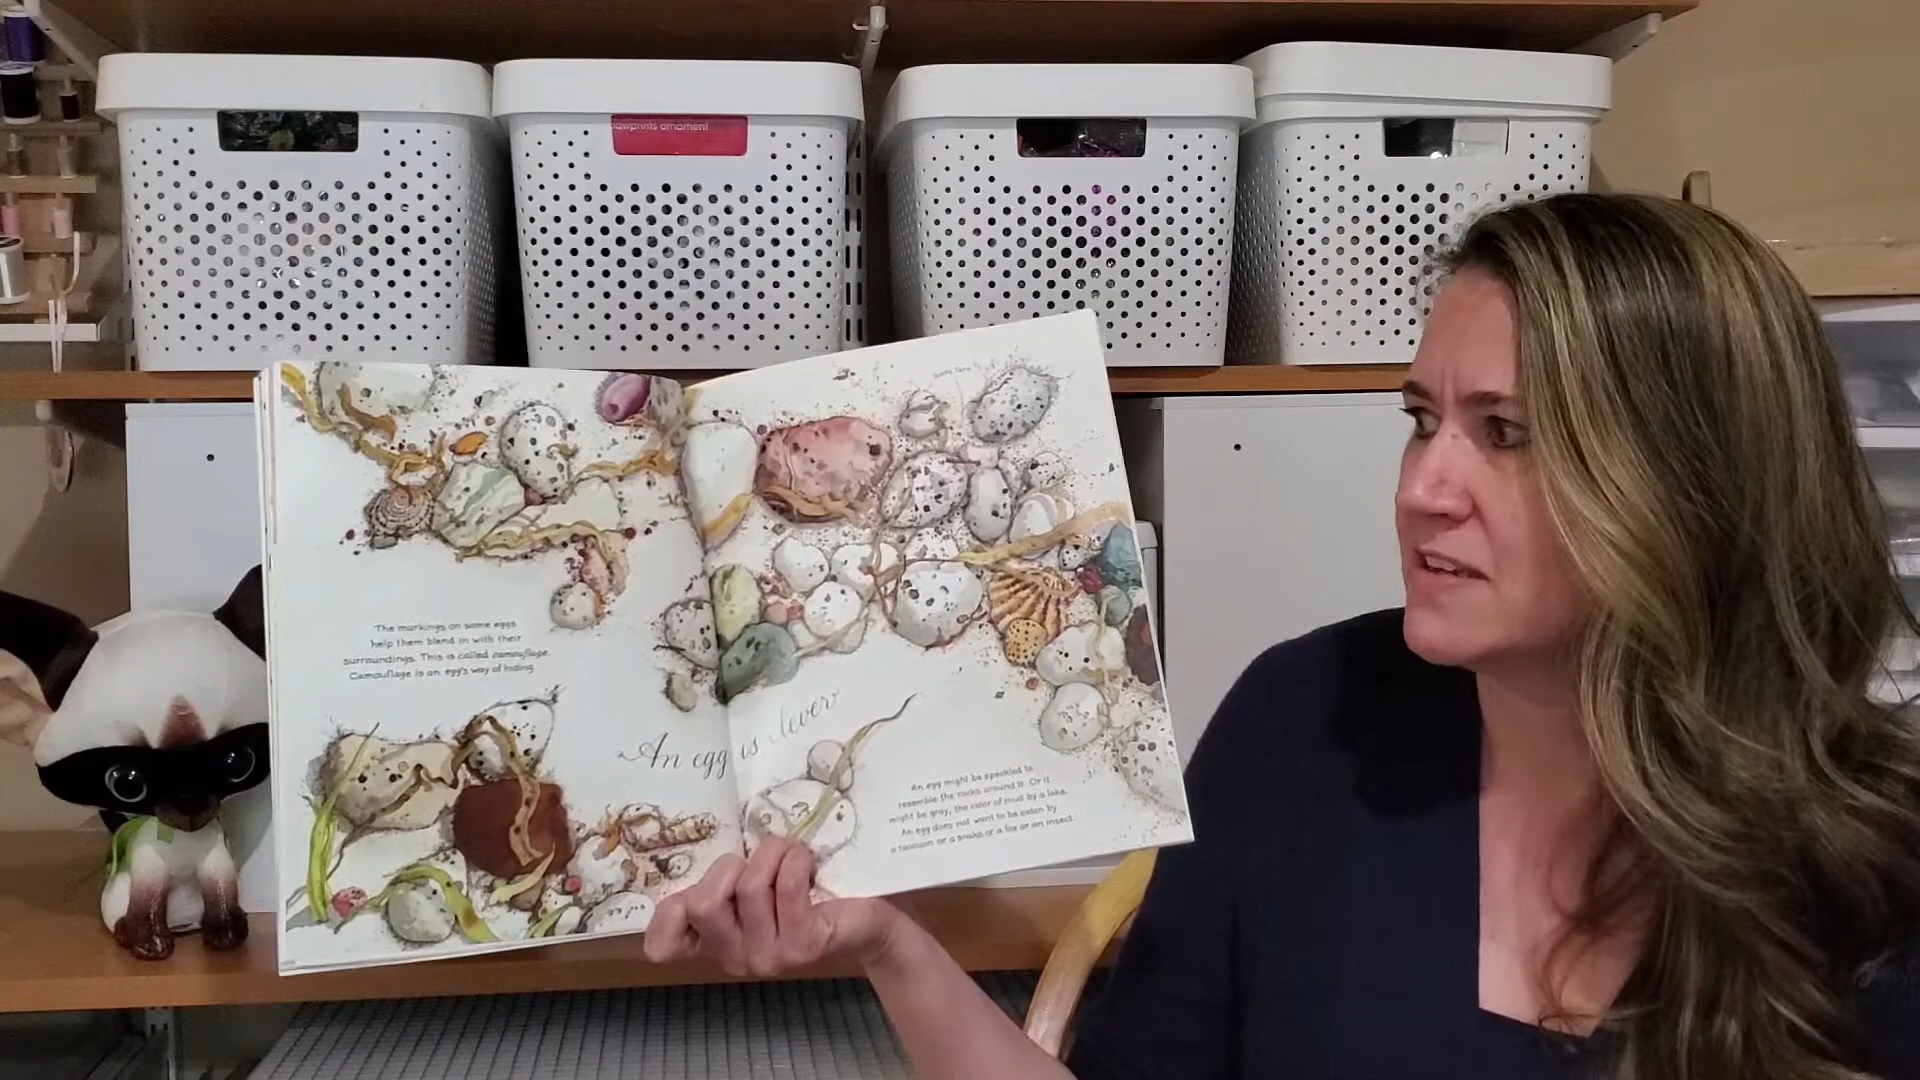 awprints ornament
Sooty Tern
The markings on some eggs
help them blend in with their
surroundings. This is called camouflage.
Camouflage is an egg's way of hiding.
An egg is clever
An egg might be speckled to
resemble the rocks around it. Or it
might be gray, the color of mud by a lake.
An egg does not want to be eaten by
a raccoon or a snake or a fox or an insect.